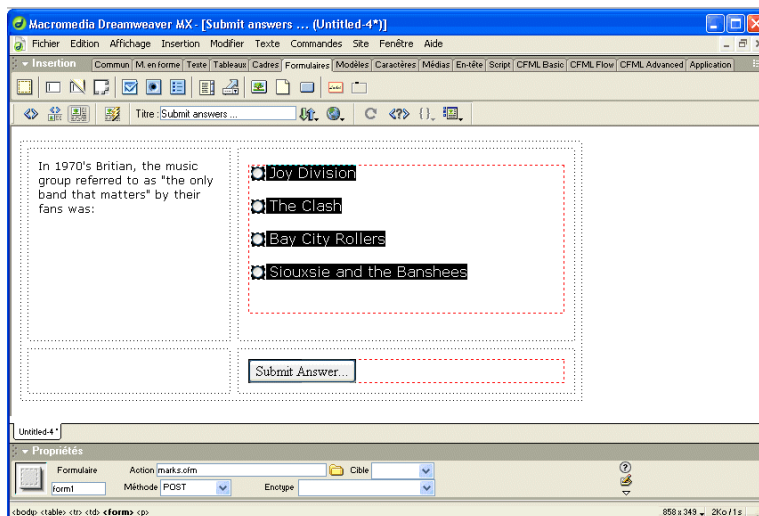 Macromedia Dreamweaver MX - [Submit answers ... (Untitled-4*)]
Fichier Edition Affichage Insertion Modifier Texte Commandes Site Fenêtre Aide
Insertion Commun M. en forme Texte Tableaux Cadres Formulaires Modèles Caractères Médias En-tête Script CFML Basic CFML Flow CFML Advanced Application
Titre : Submit answers ...
In 1970's Britian, the music
group referred to as "the only
band that matters" by their
fans was:
Joy Division
The Clash
Bay City Rollers
Siouxsie and the Banshees
Submit Answer...
Untitled-4*
Propriétés
Formulaire Action marks.cfm Cible
form1 Méthode POST Enctype
<body> <table> <tr> <td> <form> <p> 858 x 349 2Ko / 1 s